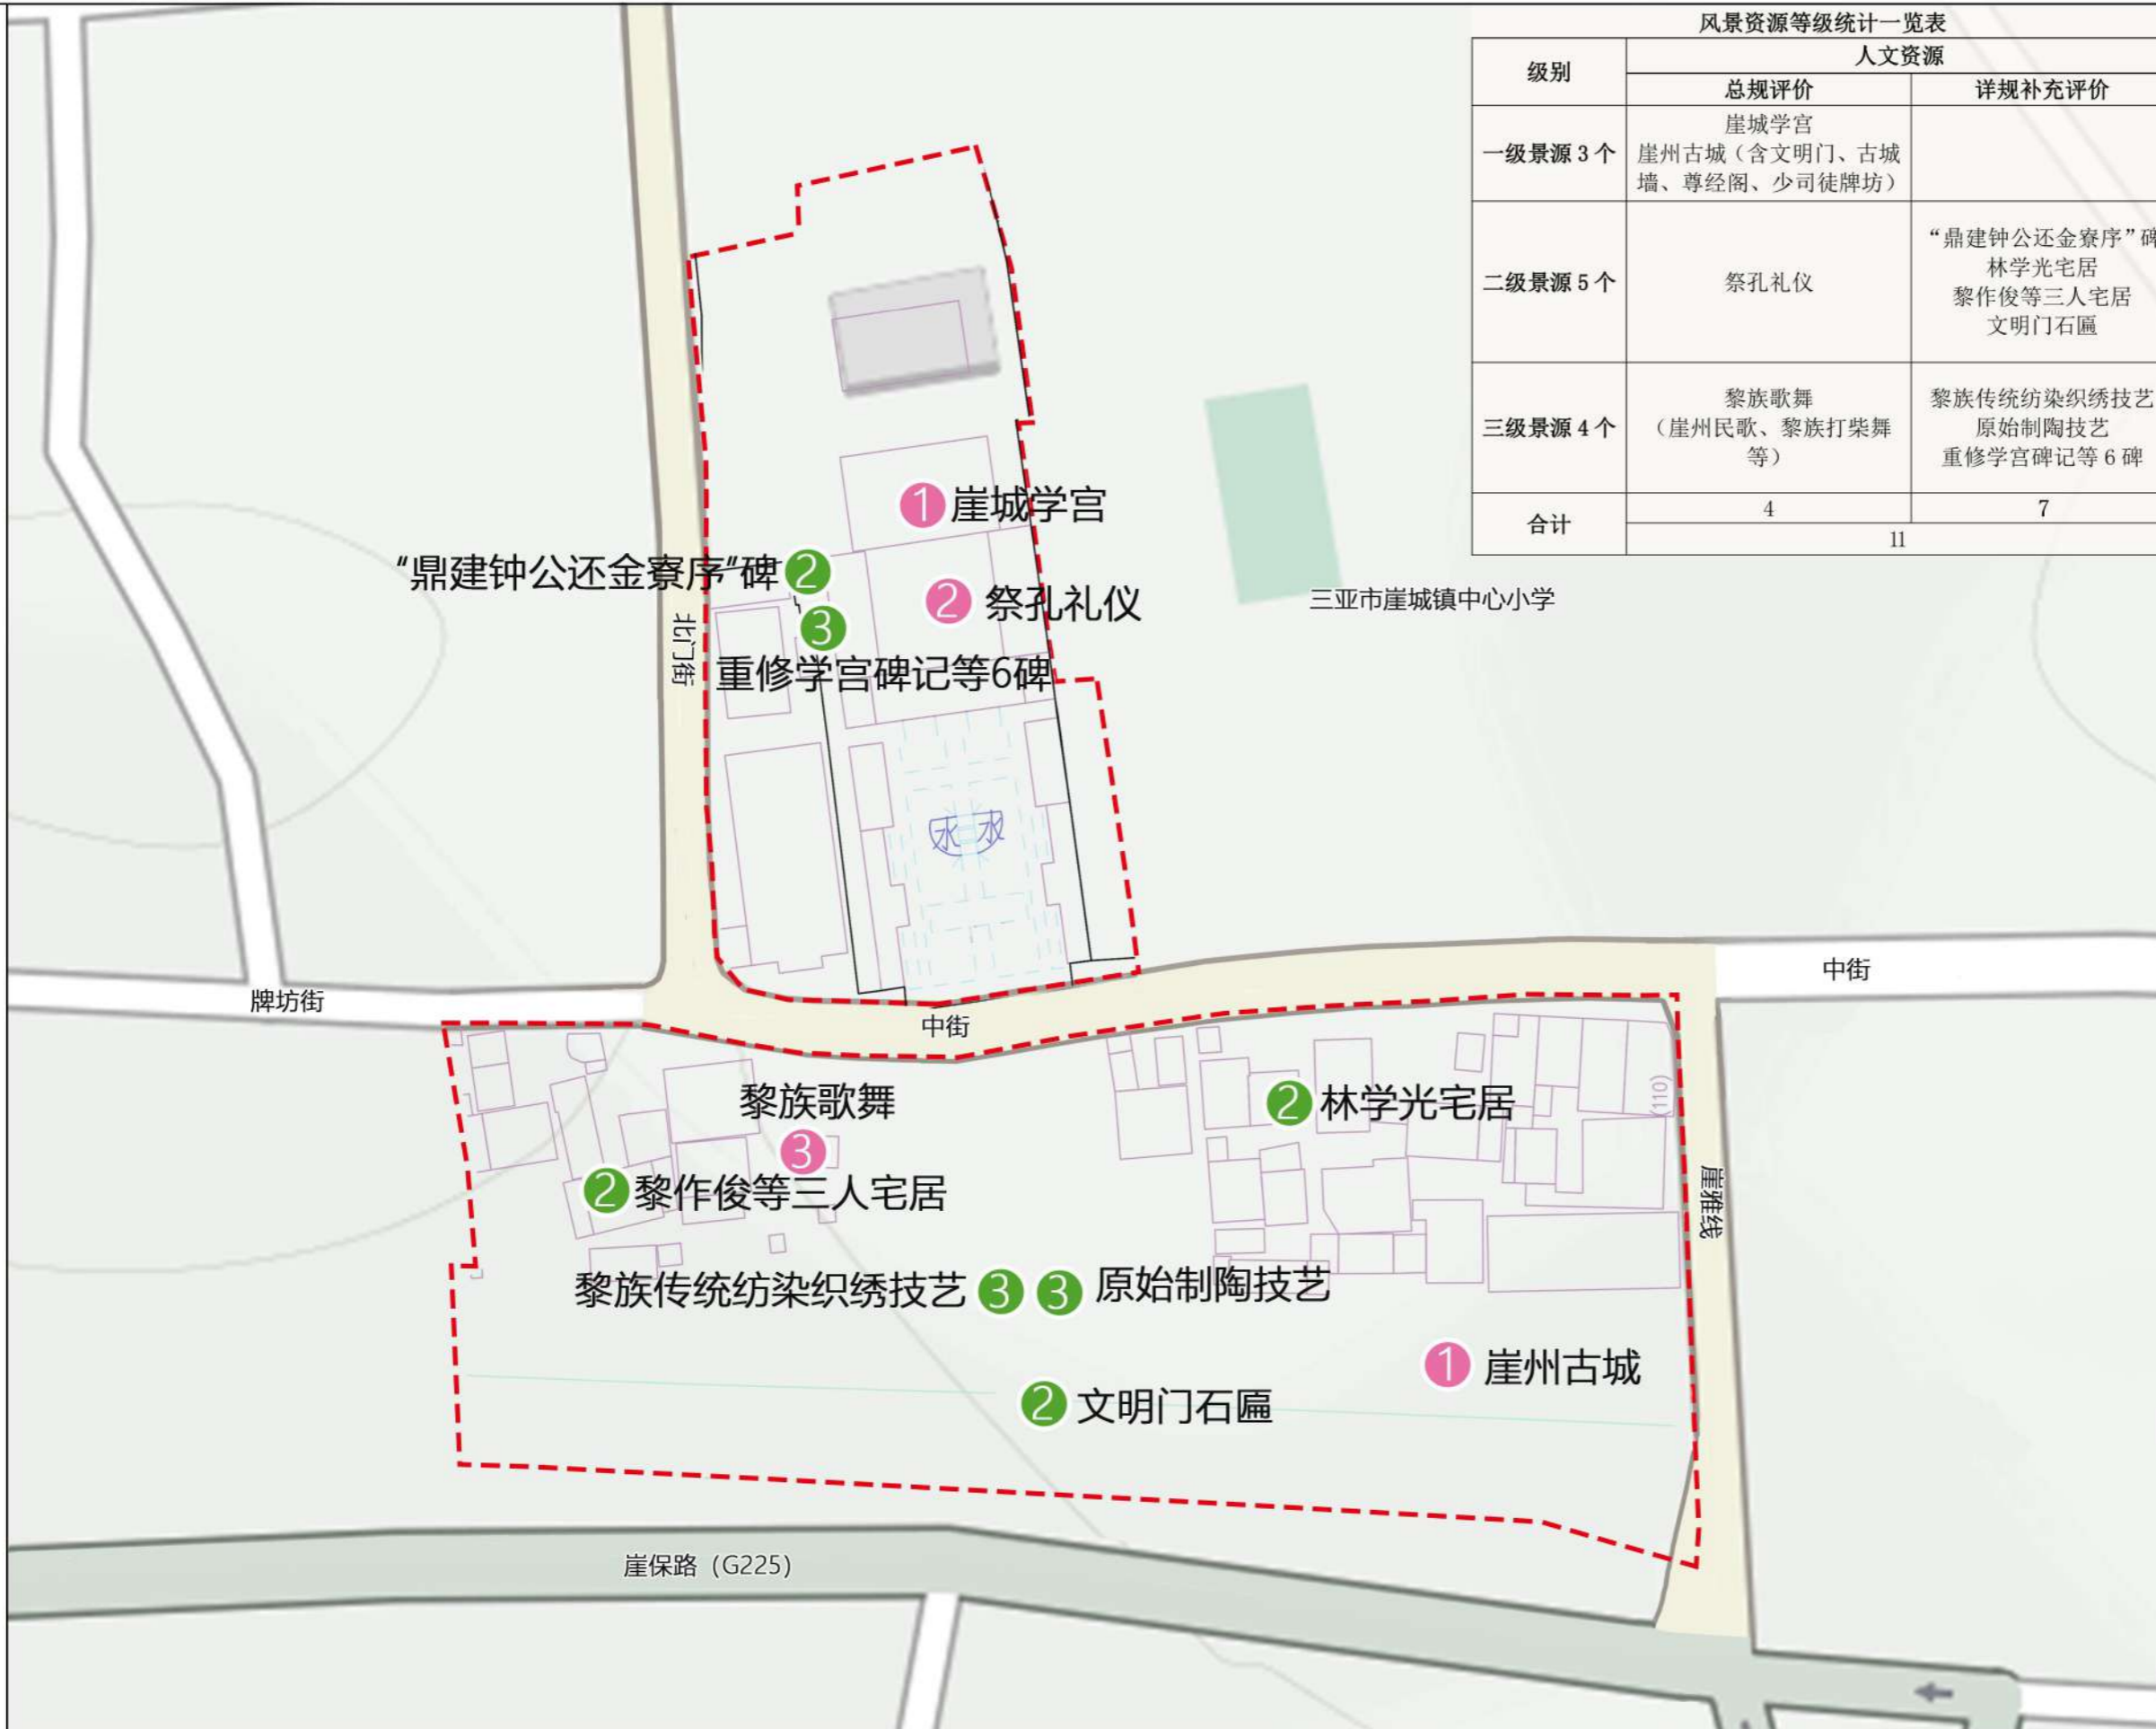 风景资源等级统计一览表
级别
人文资源
总规评价
详规补充评价
一级景源 3 个
崖城学宫
崖州古城（含文明门、古城
墙、尊经阁、少司徒牌坊）
二级景源 5 个
祭孔礼仪
“鼎建钟公还金寮序”碑
林学光宅居
黎作俊等三人宅居
文明门石匾
三级景源 4 个
黎族歌舞
（崖州民歌、黎族打柴舞
等）
黎族传统纺染织绣技艺
原始制陶技艺
重修学宫碑记等 6 碑
合计
4
7
11
1 崖城学宫
“鼎建钟公还金寮序”碑 2
2 祭孔礼仪
三亚市崖城镇中心小学
3
北门街
重修学宫碑记等6碑
水 水
中街
牌坊街
中街
黎族歌舞
3
2 林学光宅居
(110)
2 黎作俊等三人宅居
崖雅线
黎族传统纺染织绣技艺 3
3 原始制陶技艺
1 崖州古城
2 文明门石匾
崖保路（G225）